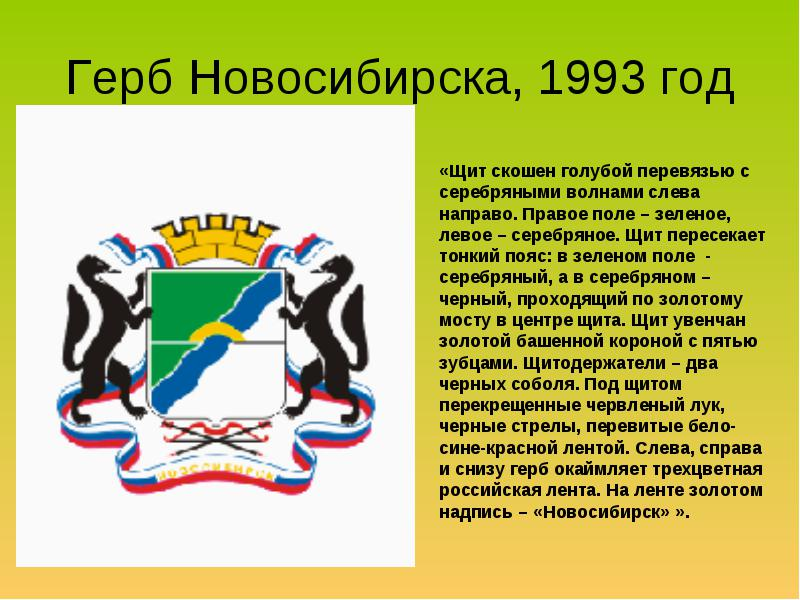 Герб Новосибирска, 1993 год
«Щит скошен голубой перевязью с
серебряными волнами слева
направо. Правое поле – зеленое,
левое – серебряное. Щит пересекает
тонкий пояс: в зеленом поле  -
серебряный, а в серебряном –
черный, проходящий по золотому
мосту в центре щита. Щит увенчан
золотой башенной короной с пятью
зубцами. Щитодержатели – два
черных соболя. Под щитом
перекрещенные червленый лук,
черные стрелы, перевитые бело-
сине-красной лентой. Слева, справа
и снизу герб окаймляет трехцветная
российская лента. На ленте золотом
надпись – «Новосибирск» ».
НОВОСИБИРСК